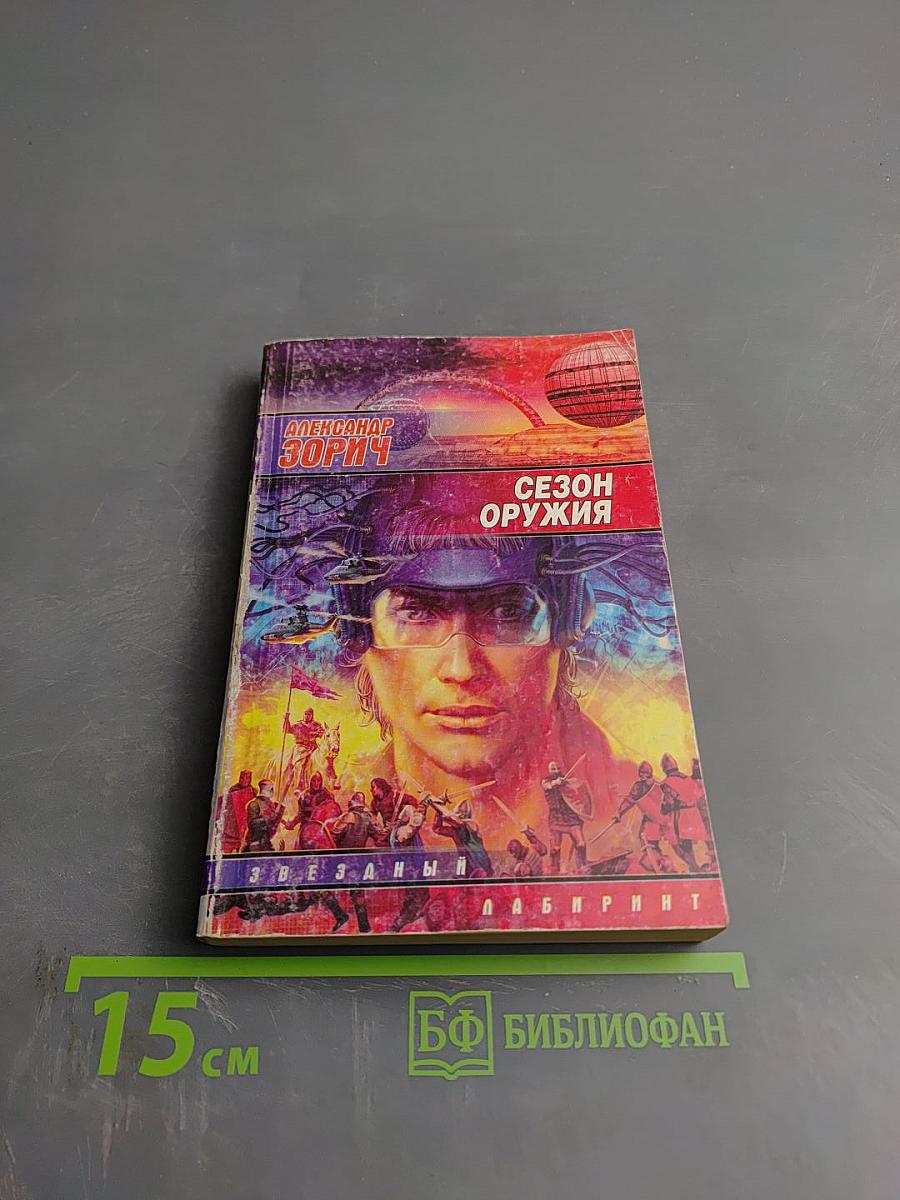 АЛЕКСАНДР
ЗОРИЧ
СЕЗОН
ОРУЖИЯ
ЗВЕЗДНЫЙ
ЛАБИРИНТ
15 см
БФ БИБЛИОФАН